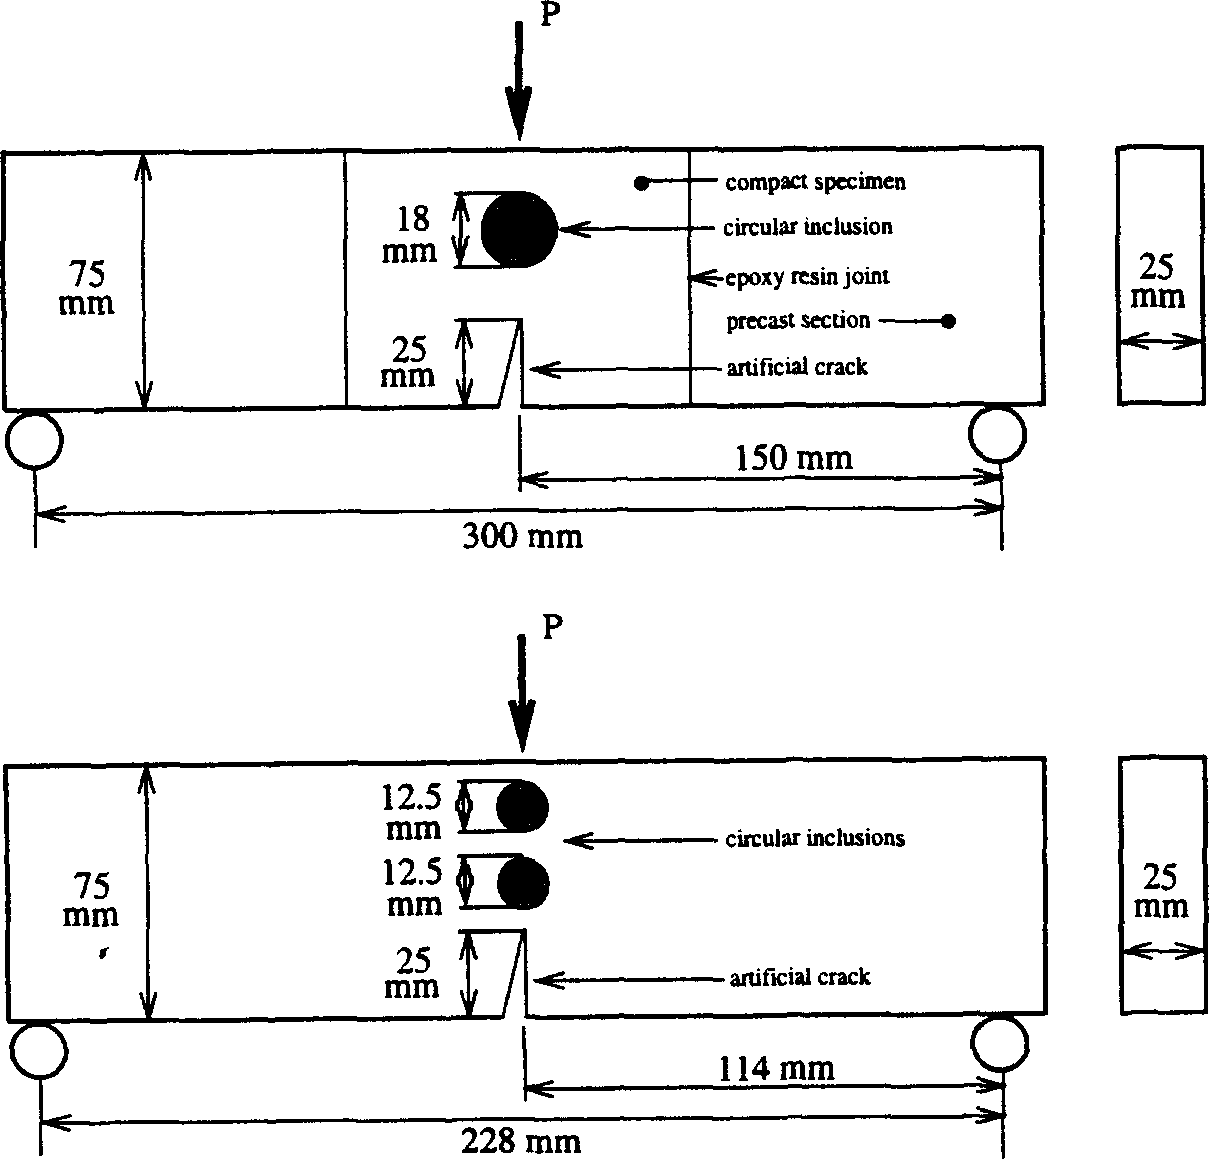 P
compact specimen
18
mm
circular inclusion
75
mm
epoxy resin joint
25
mm
precast section
25
mm
artificial crack
150 mm
300 mm
P
12.5
mm
circular inclusions
12.5
mm
75
mm
25
mm
25
mm
artificial crack
114 mm
228 mm